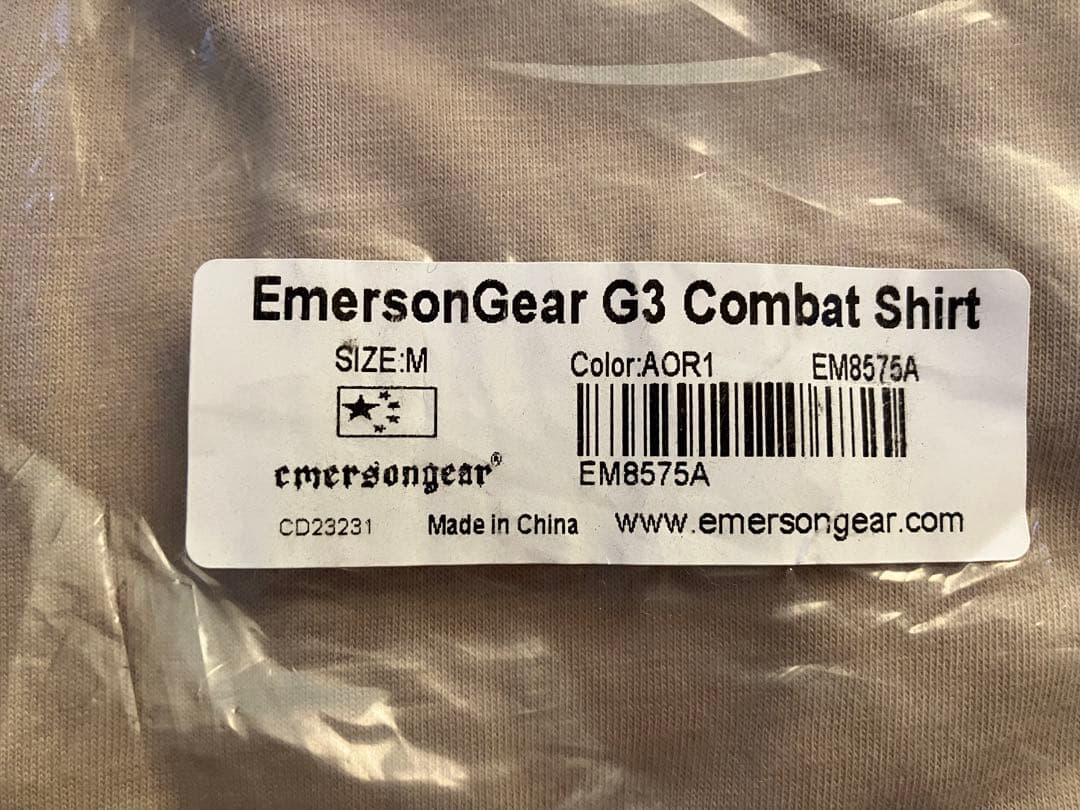 EmersonGear G3 Combat Shirt
SIZE:M
Color:AOR1 EM8575A
EM8575A
emersongear®
CD23231 Made in China www.emersongear.com